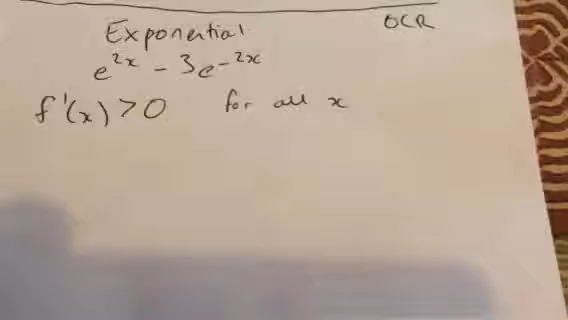 Exponential OCR
e^2x - 3e^-2x
f'(x) > 0 for all x